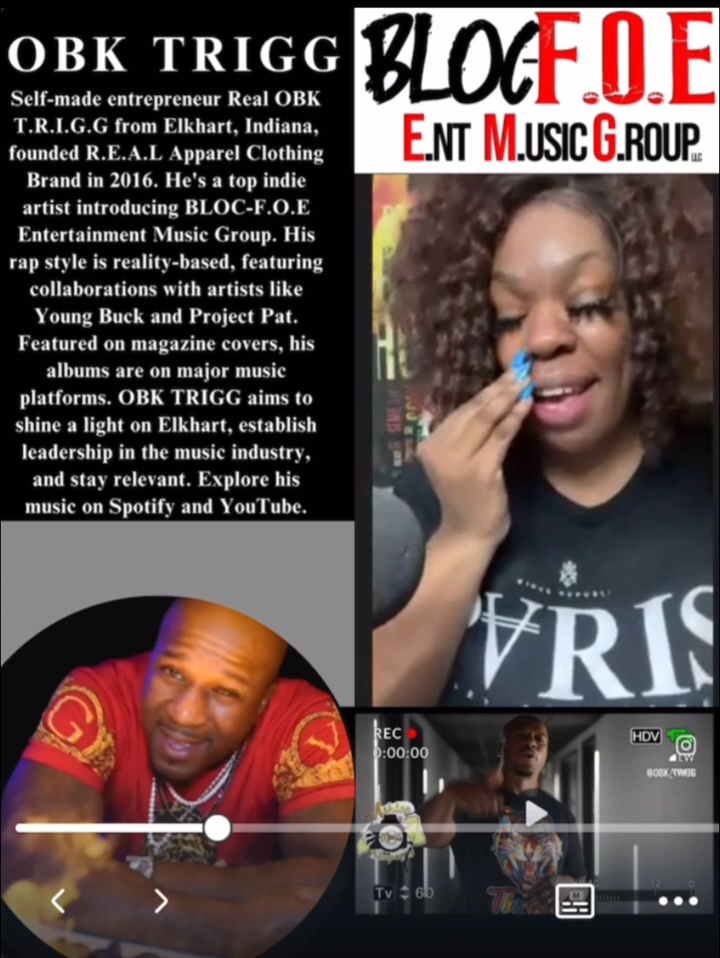 OBK TRIGG
Self-made entrepreneur Real OBK
T.R.I.G.G from Elkhart, Indiana,
founded R.E.A.L Apparel Clothing
Brand in 2016. He's a top indie
artist introducing BLOC-F.O.E
Entertainment Music Group. His
rap style is reality-based, featuring
collaborations with artists like
Young Buck and Project Pat.
Featured on magazine covers, his
albums are on major music
platforms. OBK TRIGG aims to
shine a light on Elkhart, establish
leadership in the music industry,
and stay relevant. Explore his
music on Spotify and YouTube.
BLOC-F.O.E
E.NT M.USIC G.ROUP LLC
PVRIS
REC
0:00:00
HDV
@OBK_TRIGG
Tv 60